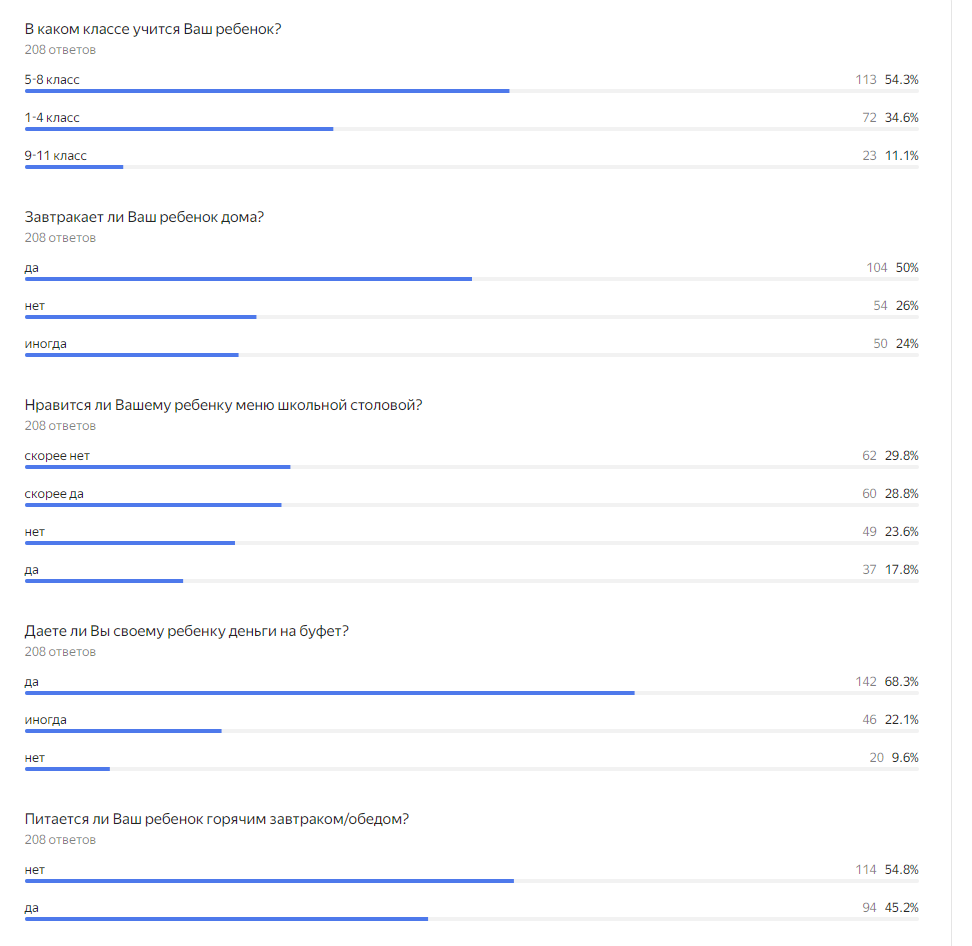 В каком классе учится Ваш ребенок?
208 ответов
5-8 класс 113 54.3%
1-4 класс 72 34.6%
9-11 класс 23 11.1%
Завтракает ли Ваш ребенок дома?
208 ответов
да 104 50%
нет 54 26%
иногда 50 24%
Нравится ли Вашему ребенку меню школьной столовой?
208 ответов
скорее нет 62 29.8%
скорее да 60 28.8%
нет 49 23.6%
да 37 17.8%
Даете ли Вы своему ребенку деньги на буфет?
208 ответов
да 142 68.3%
иногда 46 22.1%
нет 20 9.6%
Питается ли Ваш ребенок горячим завтраком/обедом?
208 ответов
нет 114 54.8%
да 94 45.2%